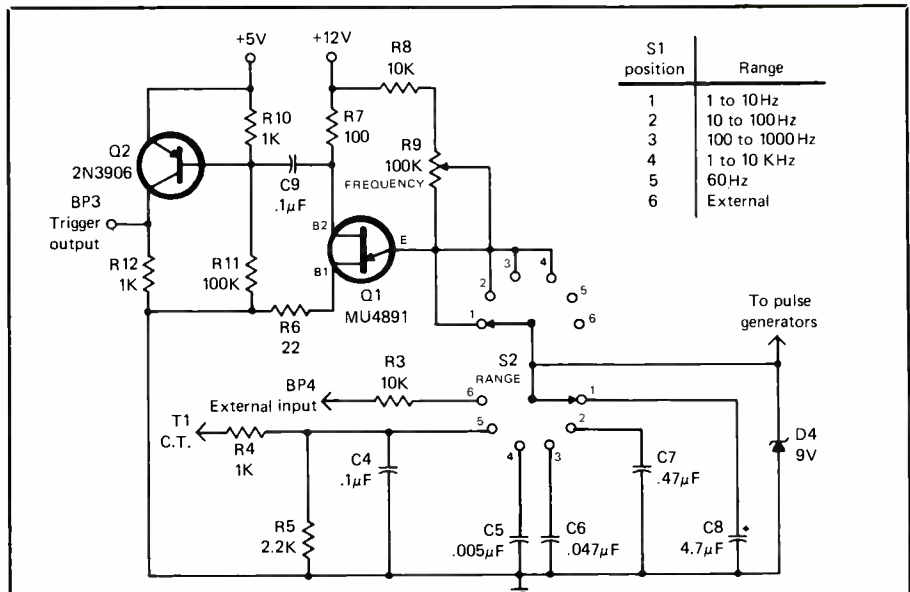 +5V
+12V
R8
10K
R10
1K
R7
100
Q2
2N3906
C9
.1µF
R9
100K
FREQUENCY
BP3
Trigger
output
B2
E
B1
Q1
MU4891
R12
1K
R11
100K
R6
22
1
2
3
4
5
6
S1
position
Range
1 1 to 10Hz
2 10 to 100Hz
3 100 to 1000Hz
4 1 to 10 KHz
5 60Hz
6 External
To pulse
generators
S2
RANGE
R3
10K
BP4
External input
6
1
T1
C.T.
R4
1K
5
2
4
3
D4
9V
C4
.1µF
C7
.47µF
R5
2.2K
C5
.005µF
C6
.047µF
C8
4.7µF
+